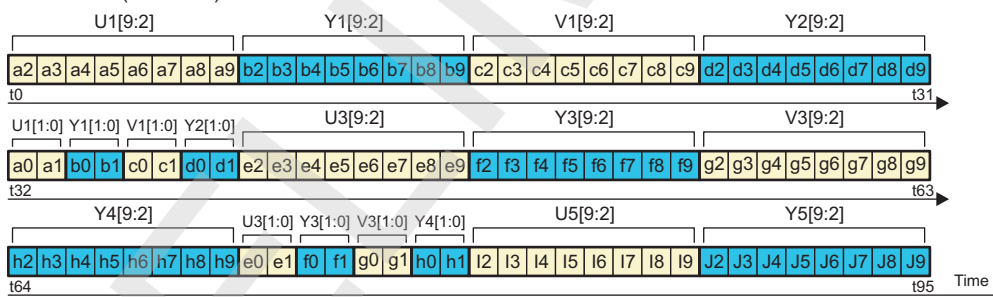 U1[9:2] Y1[9:2] V1[9:2] Y2[9:2]
a2 a3 a4 a5 a6 a7 a8 a9 b2 b3 b4 b5 b6 b7 b8 b9 c2 c3 c4 c5 c6 c7 c8 c9 d2 d3 d4 d5 d6 d7 d8 d9
t0 t31
U1[1:0] Y1[1:0] V1[1:0] Y2[1:0] U3[9:2] Y3[9:2] V3[9:2]
a0 a1 b0 b1 c0 c1 d0 d1 e2 e3 e4 e5 e6 e7 e8 e9 f2 f3 f4 f5 f6 f7 f8 f9 g2 g3 g4 g5 g6 g7 g8 g9
t32 t63
Y4[9:2] U3[1:0] Y3[1:0] V3[1:0] Y4[1:0] U5[9:2] Y5[9:2]
h2 h3 h4 h5 h6 h7 h8 h9 e0 e1 f0 f1 g0 g1 h0 h1 I2 I3 I4 I5 I6 I7 I8 I9 J2 J3 J4 J5 J6 J7 J8 J9
t64 t95 Time